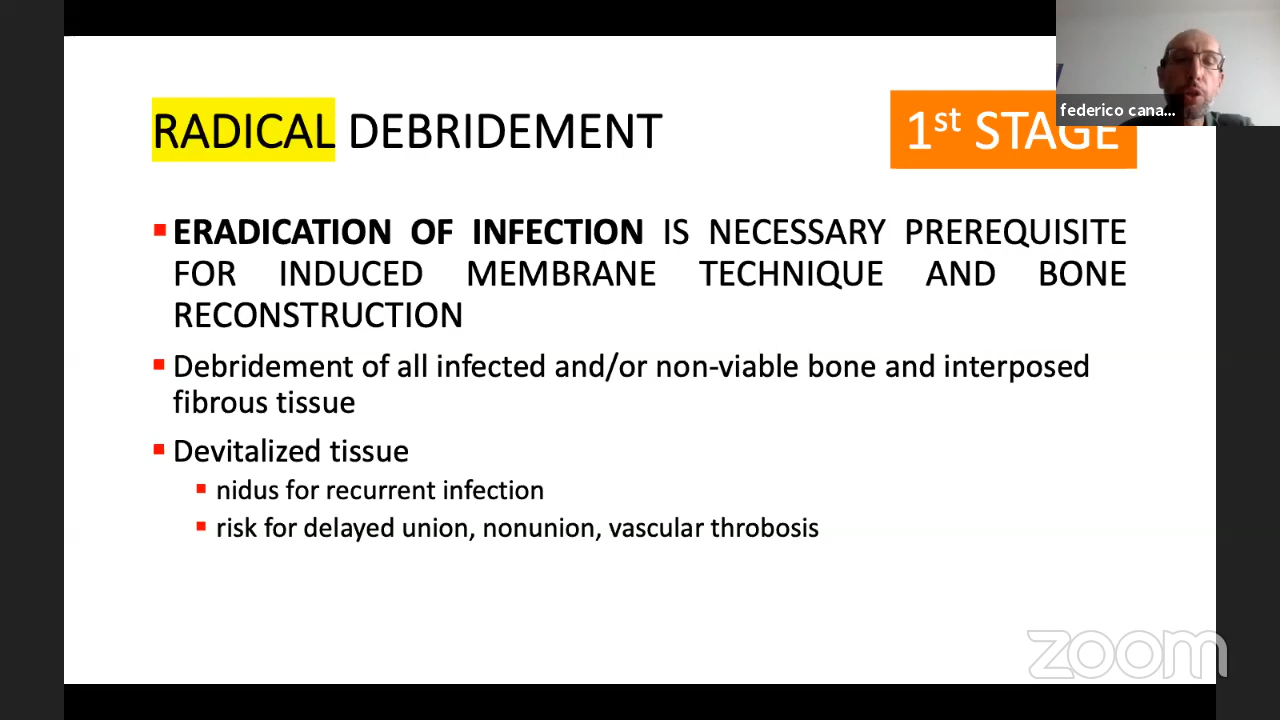 RADICAL DEBRIDEMENT
1st STAGE
federico cana...
ERADICATION OF INFECTION IS NECESSARY PREREQUISITE
FOR INDUCED MEMBRANE TECHNIQUE AND BONE
RECONSTRUCTION
Debridement of all infected and/or non-viable bone and interposed
fibrous tissue
Devitalized tissue
nidus for recurrent infection
risk for delayed union, nonunion, vascular throbosis
zoom